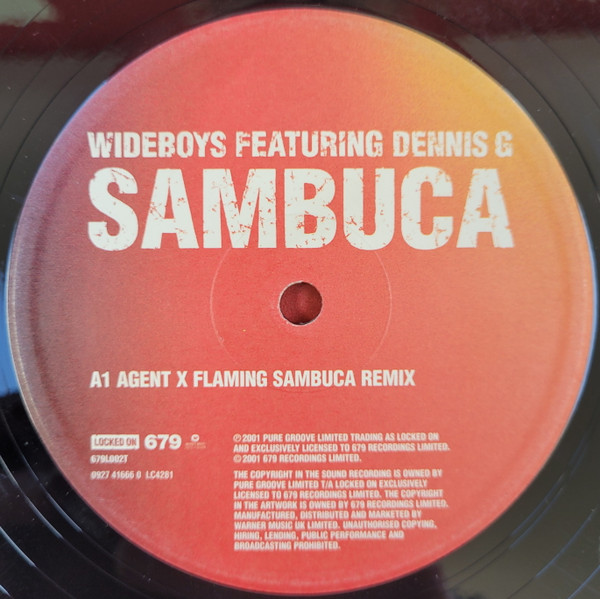 WIDEBOYS FEATURING DENNIS G
SAMBUCA
A1 AGENT X FLAMING SAMBUCA REMIX
LOCKED ON 679
679L002T
0927 41666 0 LC4281
℗ 2001 PURE GROOVE LIMITED TRADING AS LOCKED ON
AND EXCLUSIVELY LICENSED TO 679 RECORDINGS LIMITED.
© 2001 679 RECORDINGS LIMITED.
THE COPYRIGHT IN THE SOUND RECORDING IS OWNED BY
PURE GROOVE LIMITED T/A LOCKED ON EXCLUSIVELY
LICENSED TO 679 RECORDINGS LIMITED. THE COPYRIGHT
IN THE ARTWORK IS OWNED BY 679 RECORDINGS LIMITED.
MANUFACTURED, DISTRIBUTED AND MARKETED BY
WARNER MUSIC UK LIMITED. UNAUTHORISED COPYING,
HIRING, LENDING, PUBLIC PERFORMANCE AND
BROADCASTING PROHIBITED.